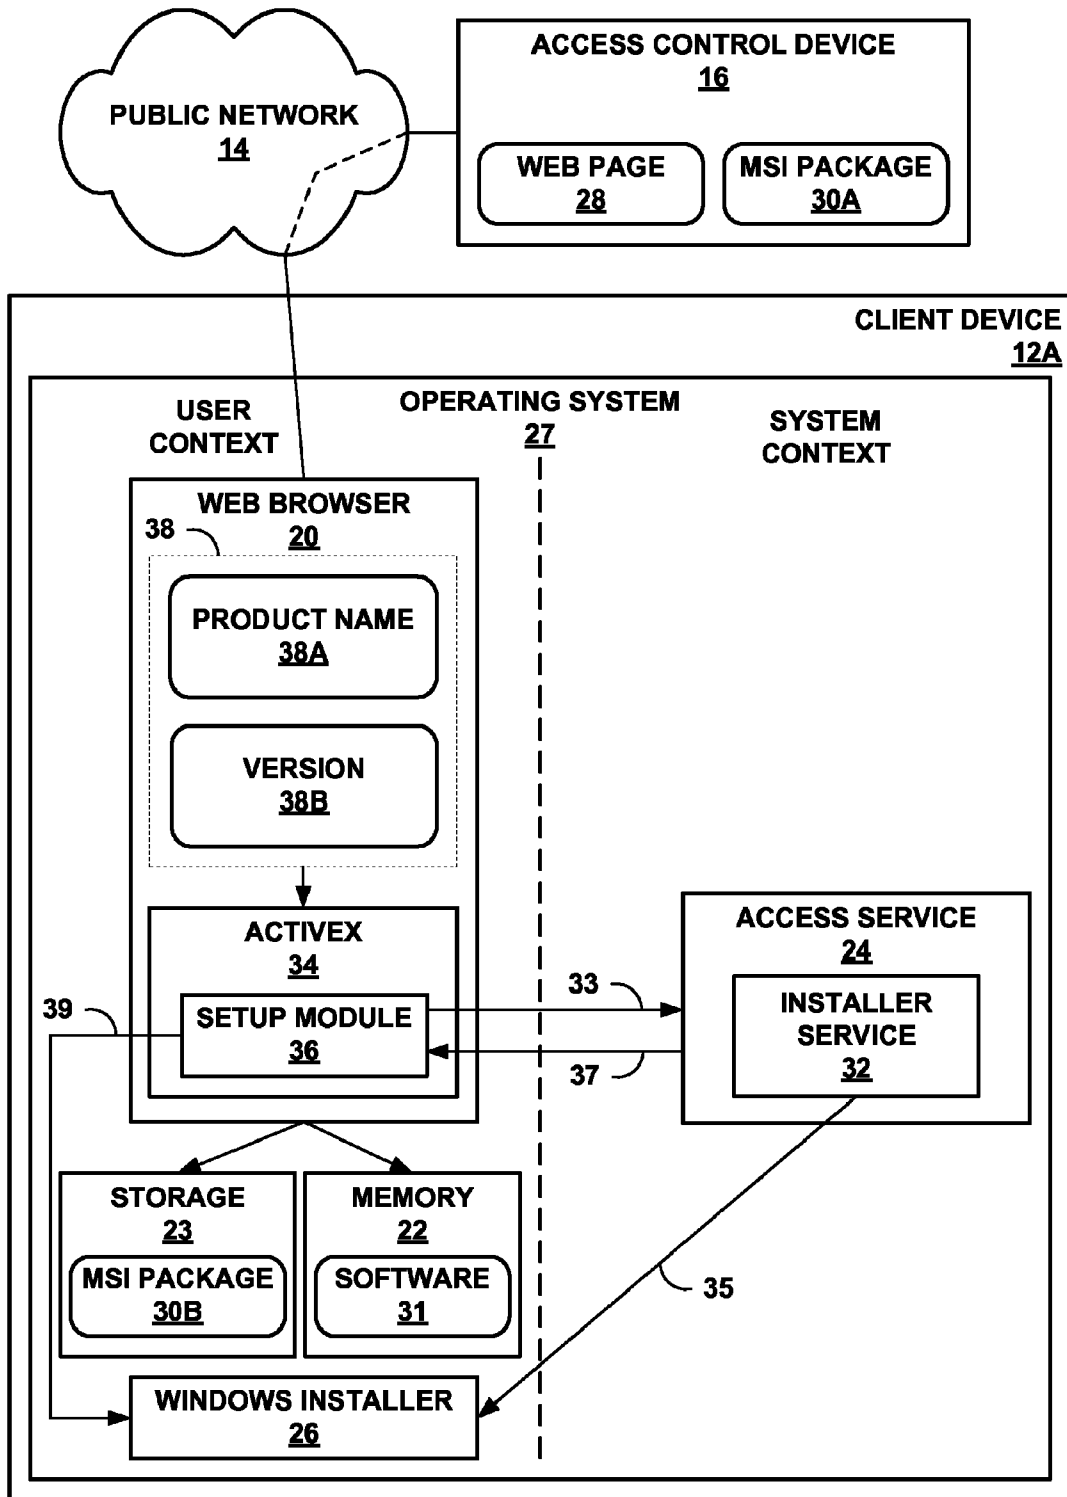 PUBLIC NETWORK
14
ACCESS CONTROL DEVICE
16
WEB PAGE
28
MSI PACKAGE
30A
CLIENT DEVICE
12A
OPERATING SYSTEM
27
USER
CONTEXT
SYSTEM
CONTEXT
WEB BROWSER
20
38
PRODUCT NAME
38A
VERSION
38B
ACTIVEX
34
SETUP MODULE
36
39
33
37
ACCESS SERVICE
24
INSTALLER
SERVICE
32
STORAGE
23
MSI PACKAGE
30B
MEMORY
22
SOFTWARE
31
35
WINDOWS INSTALLER
26